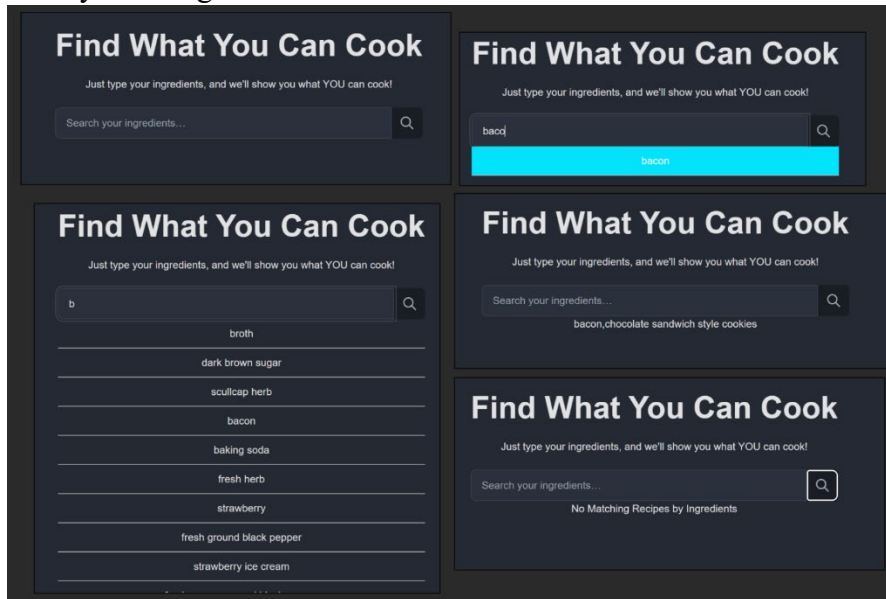 Find What You Can Cook
Just type your ingredients, and we'll show you what YOU can cook!
Search your ingredients...
Find What You Can Cook
Just type your ingredients, and we'll show you what YOU can cook!
baco
bacon
Find What You Can Cook
Just type your ingredients, and we'll show you what YOU can cook!
b
broth
dark brown sugar
scullcap herb
bacon
baking soda
fresh herb
strawberry
fresh ground black pepper
strawberry ice cream
Find What You Can Cook
Just type your ingredients, and we'll show you what YOU can cook!
Search your ingredients...
bacon,chocolate sandwich style cookies
Find What You Can Cook
Just type your ingredients, and we'll show you what YOU can cook!
Search your ingredients...
No Matching Recipes by Ingredients